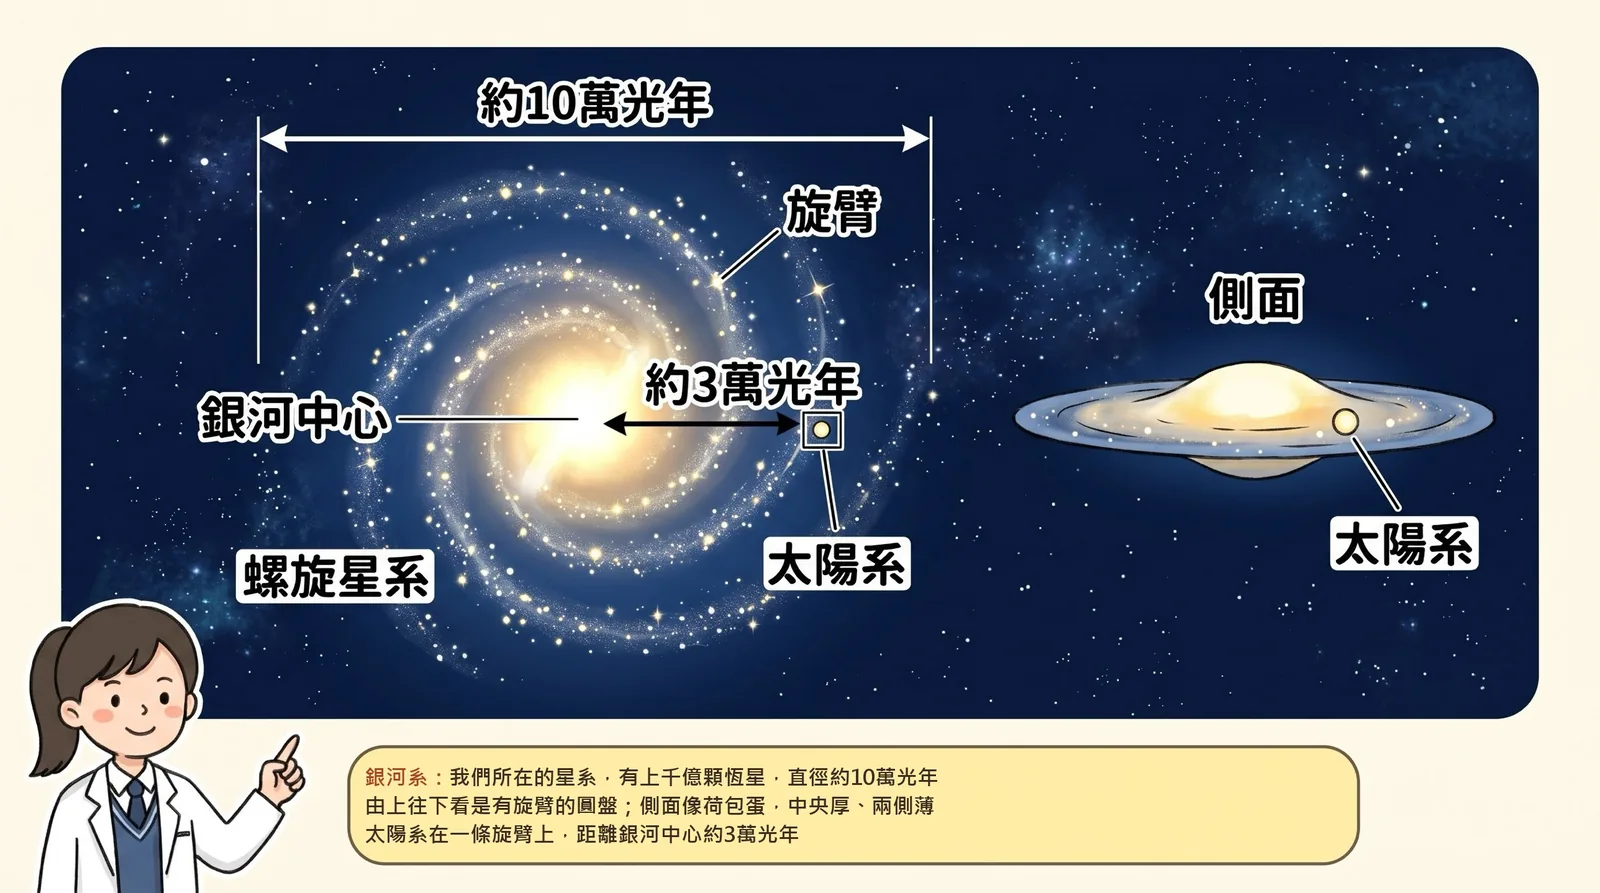 約10萬光年
旋臂
側面
約3萬光年
銀河中心
太陽系
太陽系
螺旋星系
銀河系：我們所在的星系，有上千億顆恆星，直徑約10萬光年
由上往下看是有旋臂的圓盤；側面像荷包蛋，中央厚、兩側薄
太陽系在一條旋臂上，距離銀河中心約3萬光年